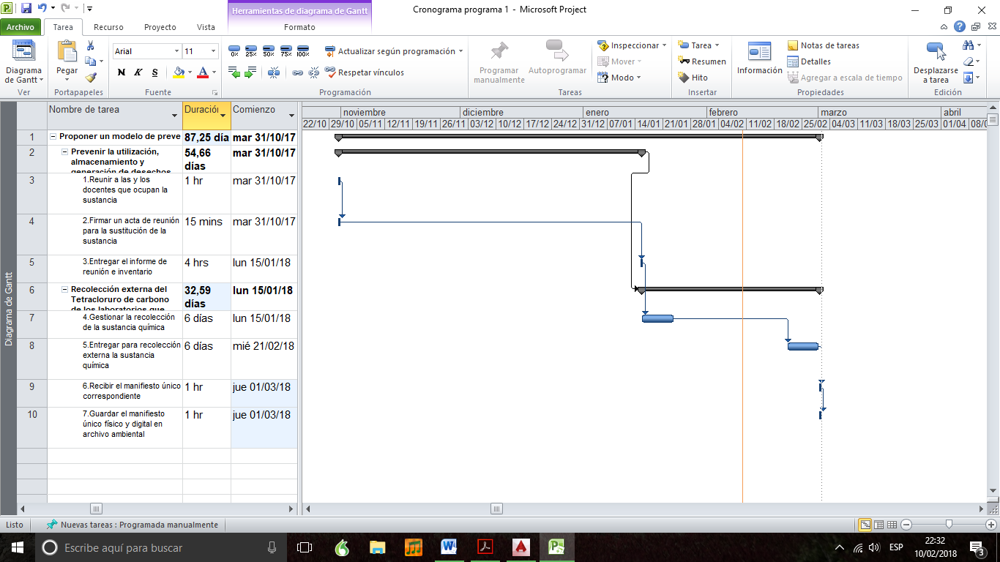 Herramientas de diagrama de Gantt
Cronograma programa 1 - Microsoft Project
Archivo Tarea Recurso Proyecto Vista Formato
Diagrama de Gantt
Ver
Pegar
Portapapeles
Arial 11
N K S A
Fuente
0% 25% 50% 75% 100%
Actualizar según programación
Respetar vínculos
Programación
Programar manualmente
Autoprogramar
Inspeccionar
Mover
Modo
Tareas
Tarea
Resumen
Hito
Insertar
Información
Notas de tareas
Detalles
Agregar a escala de tiempo
Propiedades
Desplazarse a tarea
Edición
Nombre de tarea Duración Comienzo
noviembre diciembre enero febrero marzo abril
22/10 29/10 05/11 12/11 19/11 26/11 03/12 10/12 17/12 24/12 31/12 07/01 14/01 21/01 28/01 04/02 11/02 18/02 25/02 04/03 11/03 18/03 25/03 01/04 08/0
1 Proponer un modelo de preve 87,25 día mar 31/10/17
2 Prevenir la utilización, 54,66 mar 31/10/17
almacenamiento y días
generación de desechos
3 1.Reunir a las y los 1 hr mar 31/10/17
docentes que ocupan la
sustancia
4 2.Firmar un acta de reunión 15 mins mar 31/10/17
para la sustitución de la
sustancia
5 3.Entregar el informe de 4 hrs lun 15/01/18
reunión e inventario
6 Recolección externa del 32,59 lun 15/01/18
Tetracloruro de carbono días
de los laboratorios que
7 4.Gestionar la recolección 6 días lun 15/01/18
de la sustancia química
8 5.Entregar para recolección 6 días mié 21/02/18
externa la sustancia
química
9 6.Recibir el manifiesto único 1 hr jue 01/03/18
correspondiente
10 7.Guardar el manifiesto 1 hr jue 01/03/18
único físico y digital en
archivo ambiental
Diagrama de Gantt
Listo Nuevas tareas : Programada manualmente
Escribe aquí para buscar
ESP
22:32
10/02/2018
3